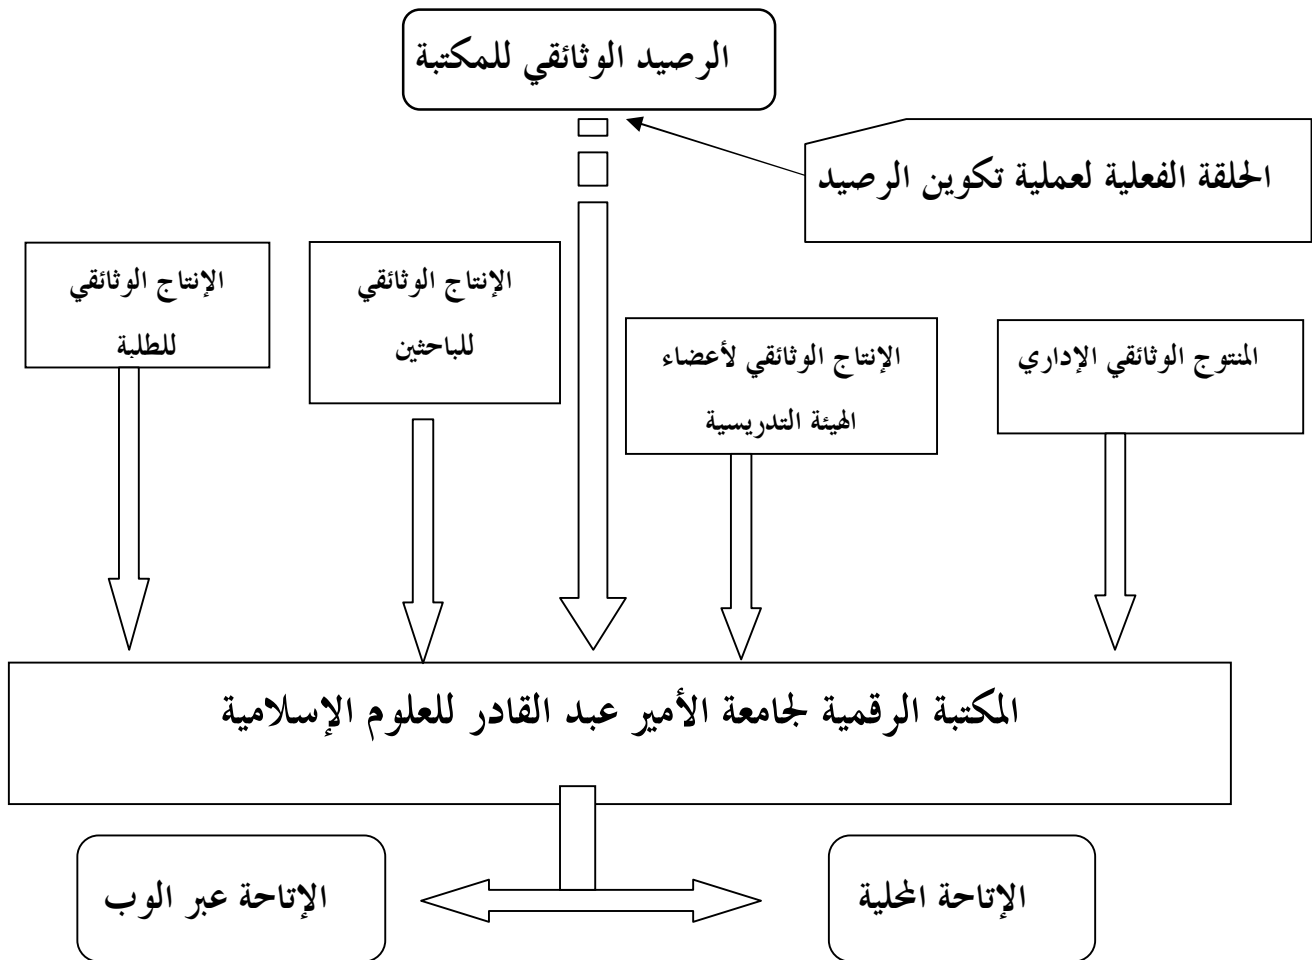 الرصيد الوثائقي للمكتبة
الحلقة الفعلية لعملية تكوين الرصيد
المنتوج الوثائقي الإداري
الإنتاج الوثائقي لأعضاء
الهيئة التدريسية
الإنتاج الوثائقي
للباحثين
الإنتاج الوثائقي
للطلبة
المكتبة الرقمية لجامعة الأمير عبد القادر للعلوم الإسلامية
الإتاحة المحلية
الإتاحة عبر الوب